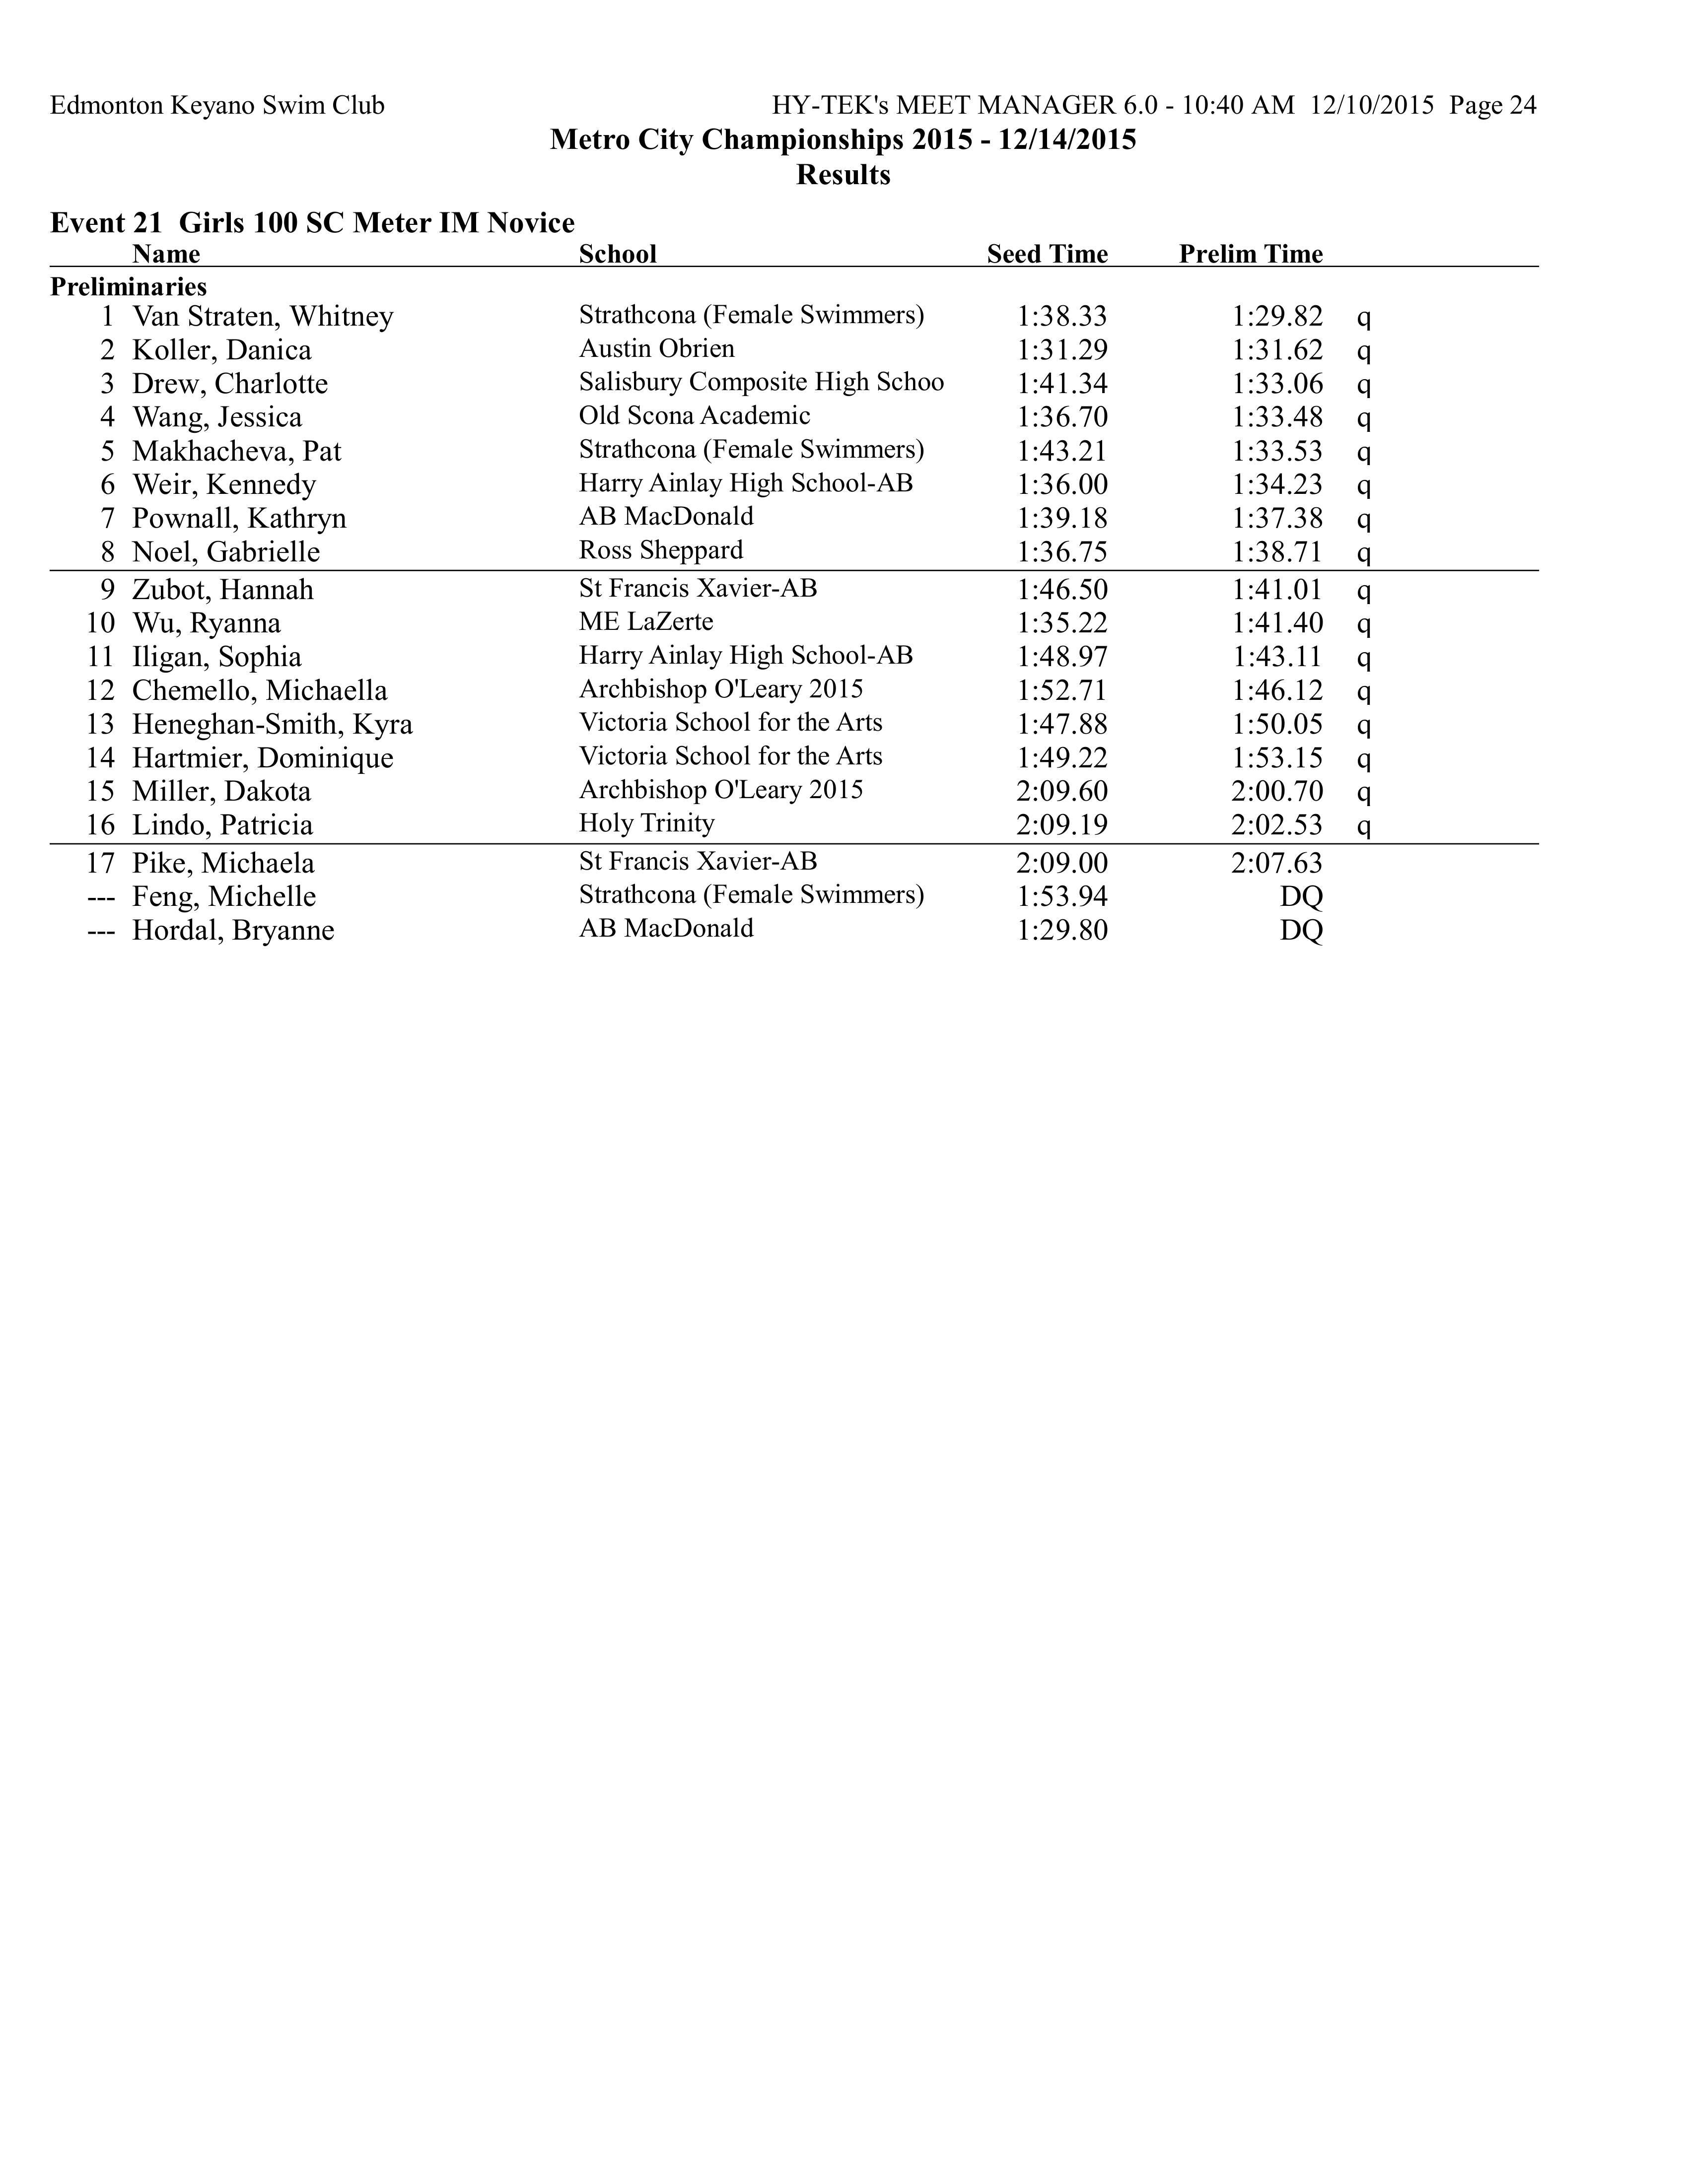 Edmonton Keyano Swim Club HY-TEK's MEET MANAGER 6.0 - 10:40 AM 12/10/2015 Page 24
Metro City Championships 2015 - 12/14/2015
Results
Event 21 Girls 100 SC Meter IM Novice
Name School Seed Time Prelim Time
Preliminaries
1 Van Straten, Whitney Strathcona (Female Swimmers) 1:38.33 1:29.82 q
2 Koller, Danica Austin Obrien 1:31.29 1:31.62 q
3 Drew, Charlotte Salisbury Composite High Schoo 1:41.34 1:33.06 q
4 Wang, Jessica Old Scona Academic 1:36.70 1:33.48 q
5 Makhacheva, Pat Strathcona (Female Swimmers) 1:43.21 1:33.53 q
6 Weir, Kennedy Harry Ainlay High School-AB 1:36.00 1:34.23 q
7 Pownall, Kathryn AB MacDonald 1:39.18 1:37.38 q
8 Noel, Gabrielle Ross Sheppard 1:36.75 1:38.71 q
9 Zubot, Hannah St Francis Xavier-AB 1:46.50 1:41.01 q
10 Wu, Ryanna ME LaZerte 1:35.22 1:41.40 q
11 Iligan, Sophia Harry Ainlay High School-AB 1:48.97 1:43.11 q
12 Chemello, Michaella Archbishop O'Leary 2015 1:52.71 1:46.12 q
13 Heneghan-Smith, Kyra Victoria School for the Arts 1:47.88 1:50.05 q
14 Hartmier, Dominique Victoria School for the Arts 1:49.22 1:53.15 q
15 Miller, Dakota Archbishop O'Leary 2015 2:09.60 2:00.70 q
16 Lindo, Patricia Holy Trinity 2:09.19 2:02.53 q
17 Pike, Michaela St Francis Xavier-AB 2:09.00 2:07.63
--- Feng, Michelle Strathcona (Female Swimmers) 1:53.94 DQ
--- Hordal, Bryanne AB MacDonald 1:29.80 DQ